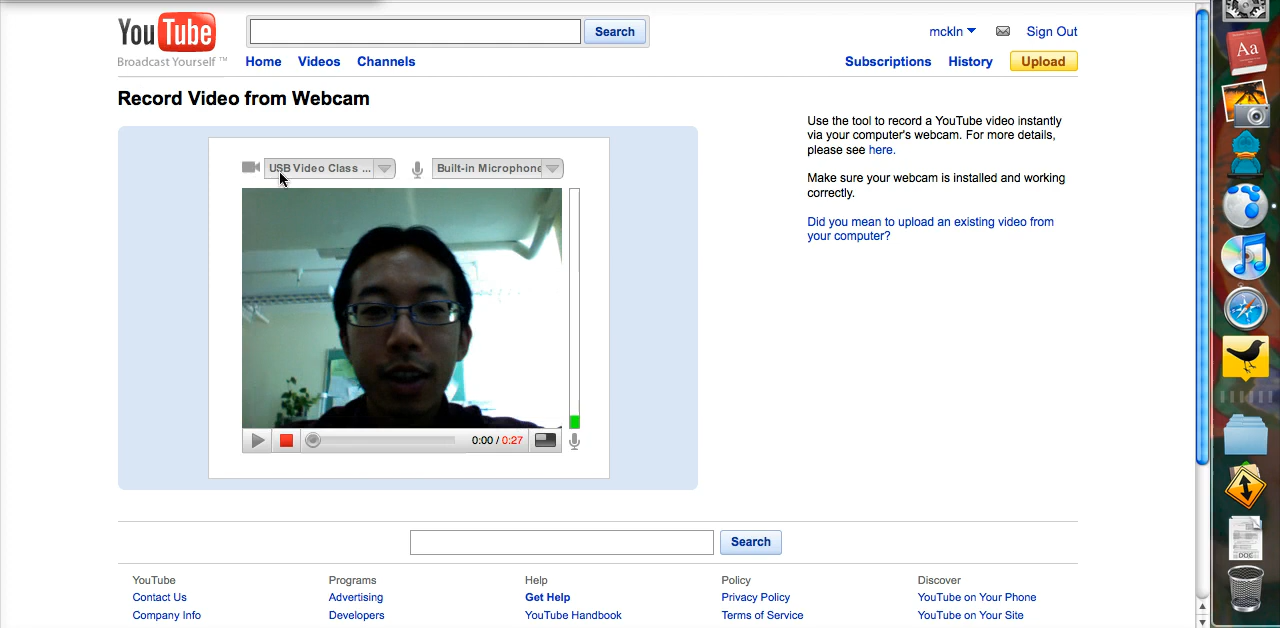 YouTube
Broadcast Yourself ™
Search
mckln
Sign Out
Home Videos Channels
Subscriptions History Upload
Record Video from Webcam
Use the tool to record a YouTube video instantly
via your computer's webcam. For more details,
please see here.
Make sure your webcam is installed and working
correctly.
Did you mean to upload an existing video from
your computer?
USB Video Class ...
Built-in Microphone
0:00 / 0:27
Search
YouTube
Contact Us
Company Info
Programs
Advertising
Developers
Help
Get Help
YouTube Handbook
Policy
Privacy Policy
Terms of Service
Discover
YouTube on Your Phone
YouTube on Your Site
Aa
DOC